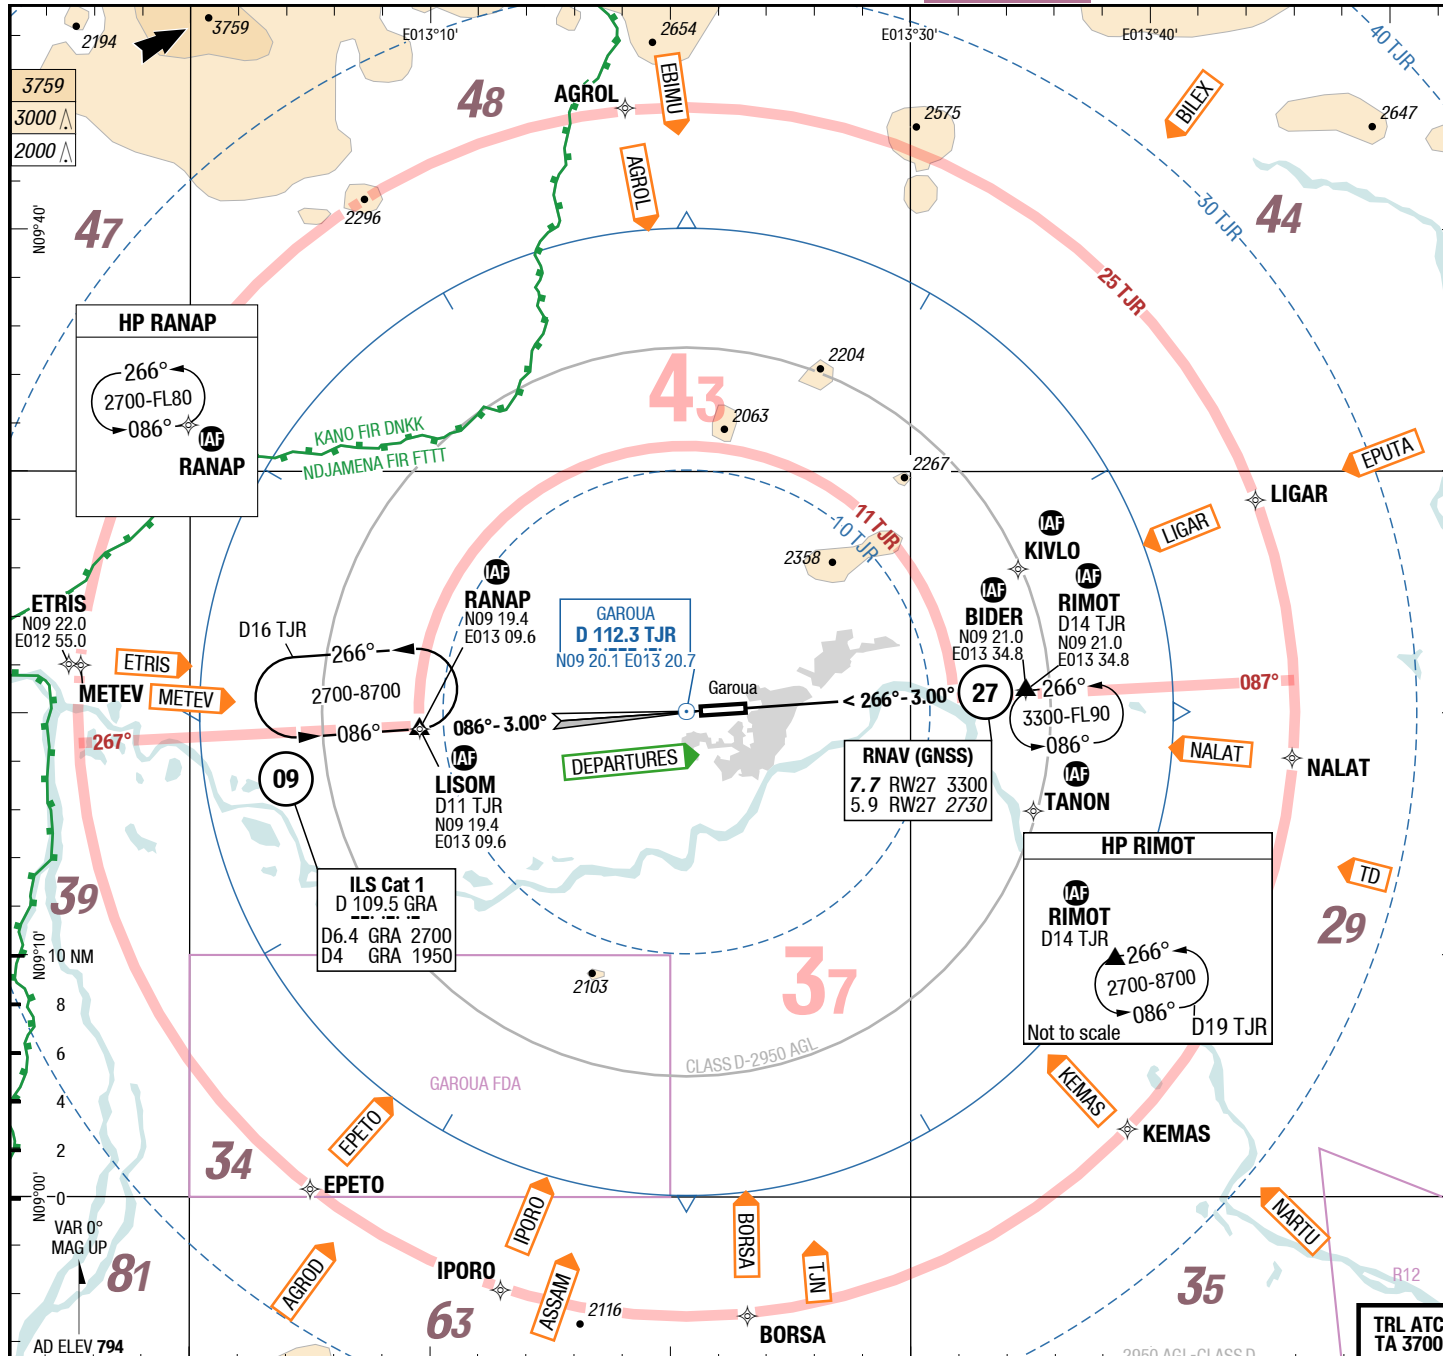 2194
3759
E013°10'
2654
E013°30'
E013°40'
40 TJR
3759
3000
2000
48
AGROL
EBIMU
2575
BILEX
2647
2296
AGROL
47
N09°40'
30 TJR
44
25 TJR
HP RANAP
266°
2700-FL80
086°
IAF
RANAP
43
2204
2063
KANO FIR DNKK
NDJAMENA FIR FTTT
2267
EPUTA
LIGAR
LIGAR
11 TJR
10 TJR
2358
IAF
KIVLO
IAF
RANAP
N09 19.4
E013 09.6
GAROUA
D 112.3 TJR
N09 20.1 E013 20.7
IAF
BIDER
N09 21.0
E013 34.8
IAF
RIMOT
D14 TJR
N09 21.0
E013 34.8
ETRIS
N09 22.0
E012 55.0
METEV
ETRIS
METEV
D16 TJR
266°
2700-8700
086°
267°
086°-3.00°
Garoua
< 266°-3.00°
27
266°
3300-FL90
086°
087°
DEPARTURES
09
IAF
LISOM
D11 TJR
N09 19.4
E013 09.6
RNAV (GNSS)
7.7 RW27 3300
5.9 RW27 2730
IAF
TANON
NALAT
NALAT
ILS Cat 1
D 109.5 GRA
D6.4 GRA 2700
D4 GRA 1950
HP RIMOT
IAF
RIMOT
D14 TJR
266°
2700-8700
086°
D19 TJR
Not to scale
TD
29
39
N09°10'
10 NM
8
6
4
2
0
N09°00'
2103
37
CLASS D-2950 AGL
GAROUA FDA
EPETO
KEMAS
KEMAS
34
EPETO
IPORO
BORSA
NARTU
VAR 0°
MAG UP
81
AGROD
IPORO
ASSAM
TJN
R12
63
2116
BORSA
35
AD ELEV 794
2950 AGL-CLASS D
TRL ATC
TA 3700